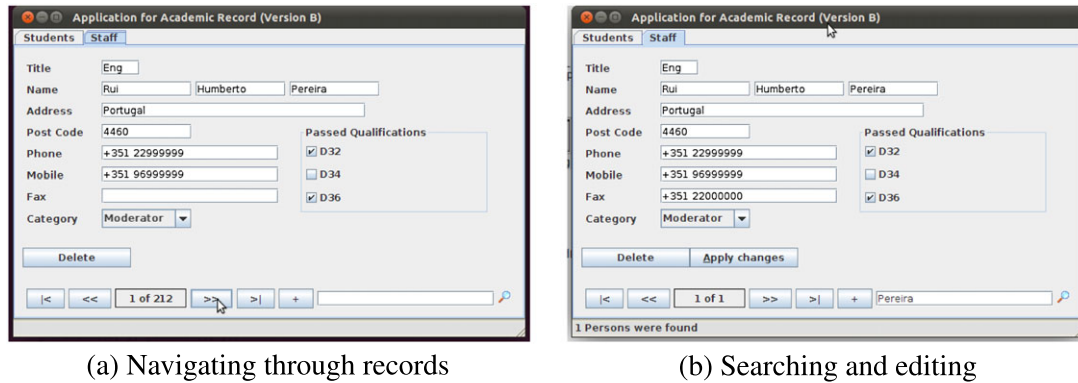 Application for Academic Record (Version B)
Students Staff
Title Eng
Name Rui Humberto Pereira
Address Portugal
Post Code 4460 Passed Qualifications
Phone +351 22999999 D32
Mobile +351 96999999 D34
Fax D36
Category Moderator
Delete
|< << 1 of 212 >> >| +
(a) Navigating through records
Application for Academic Record (Version B)
Students Staff
Title Eng
Name Rui Humberto Pereira
Address Portugal
Post Code 4460 Passed Qualifications
Phone +351 22999999 D32
Mobile +351 96999999 D34
Fax +351 22000000 D36
Category Moderator
Delete Apply changes
|< << 1 of 1 >> >| + Pereira
1 Persons were found
(b) Searching and editing